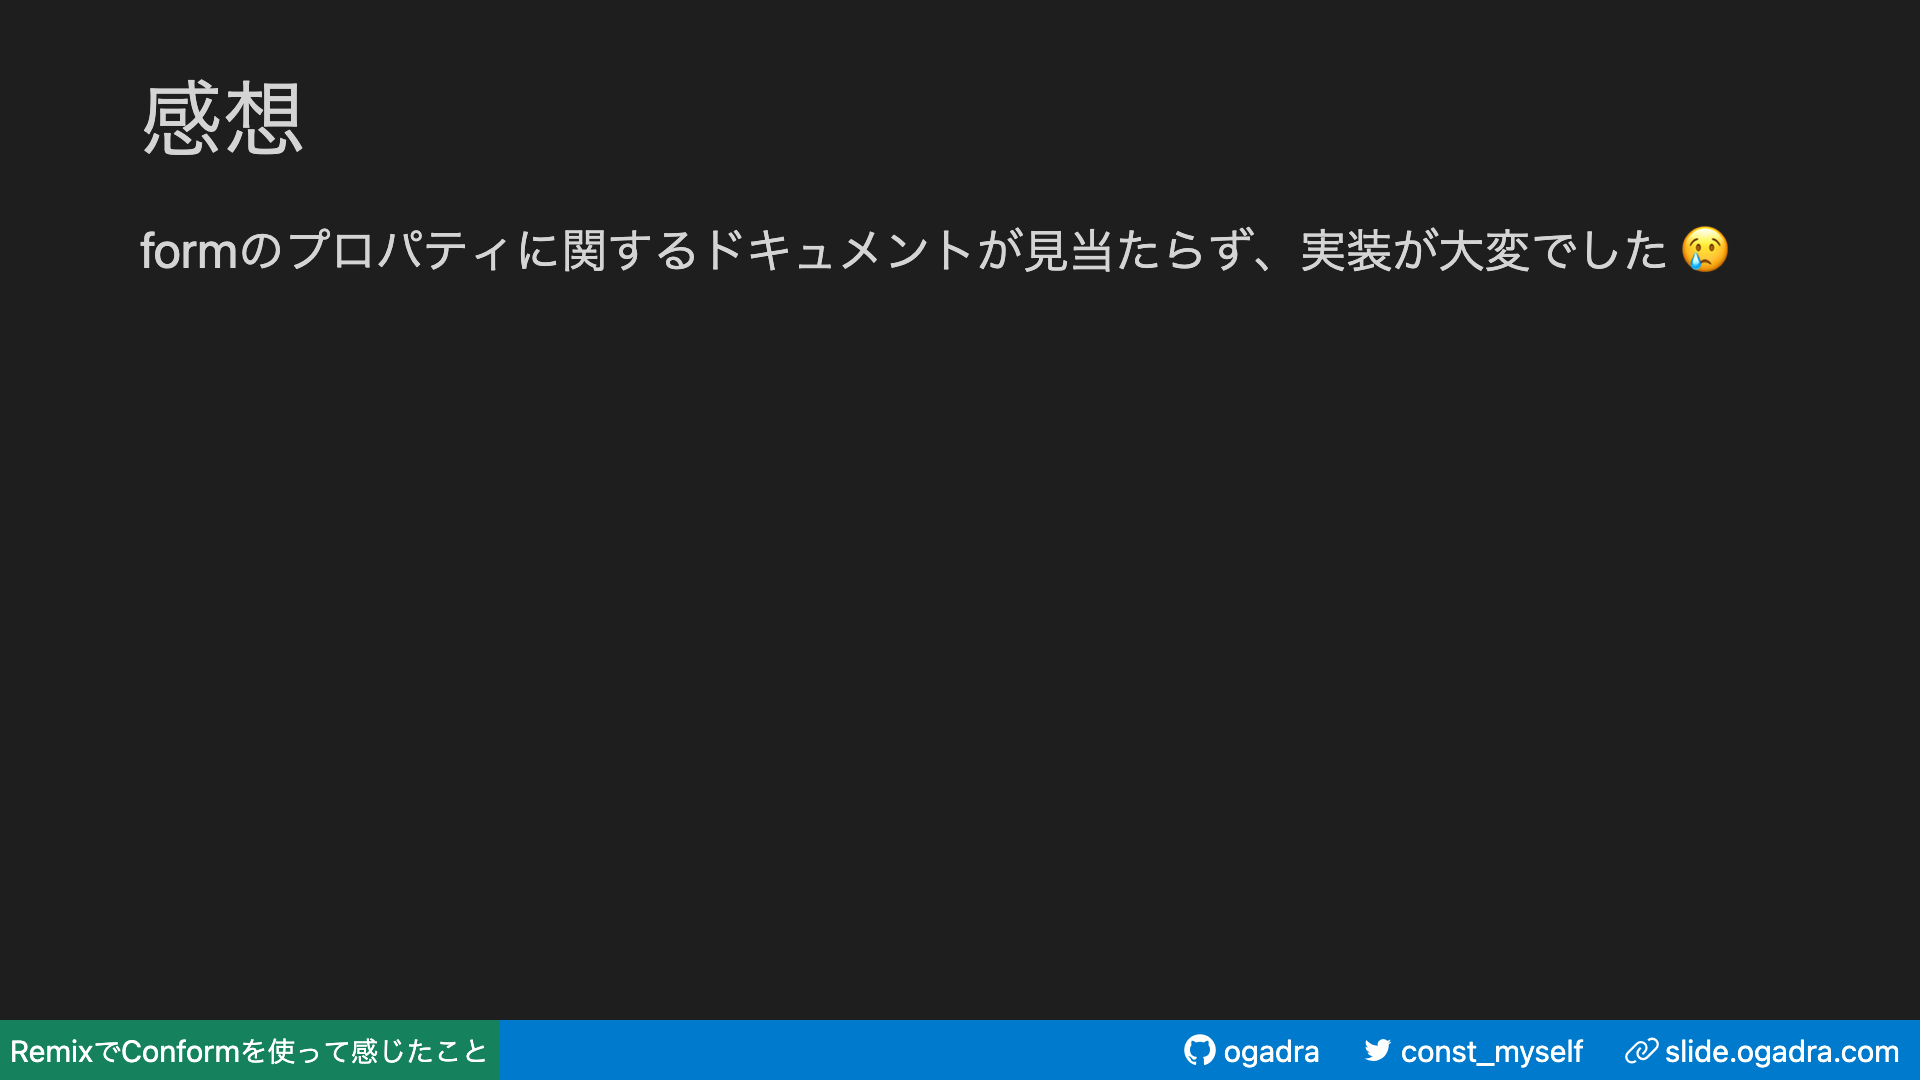 感想
formのプロパティに関するドキュメントが見当たらず、実装が大変でした 😢
RemixでConformを使って感じたこと
ogadra
const_myself
slide.ogadra.com